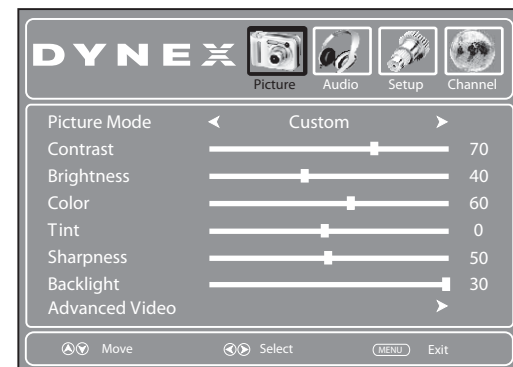 DYNEX
Picture Audio Setup Channel
Picture Mode Custom
Contrast 70
Brightness 40
Color 60
Tint 0
Sharpness 50
Backlight 30
Advanced Video
Move Select MENU Exit